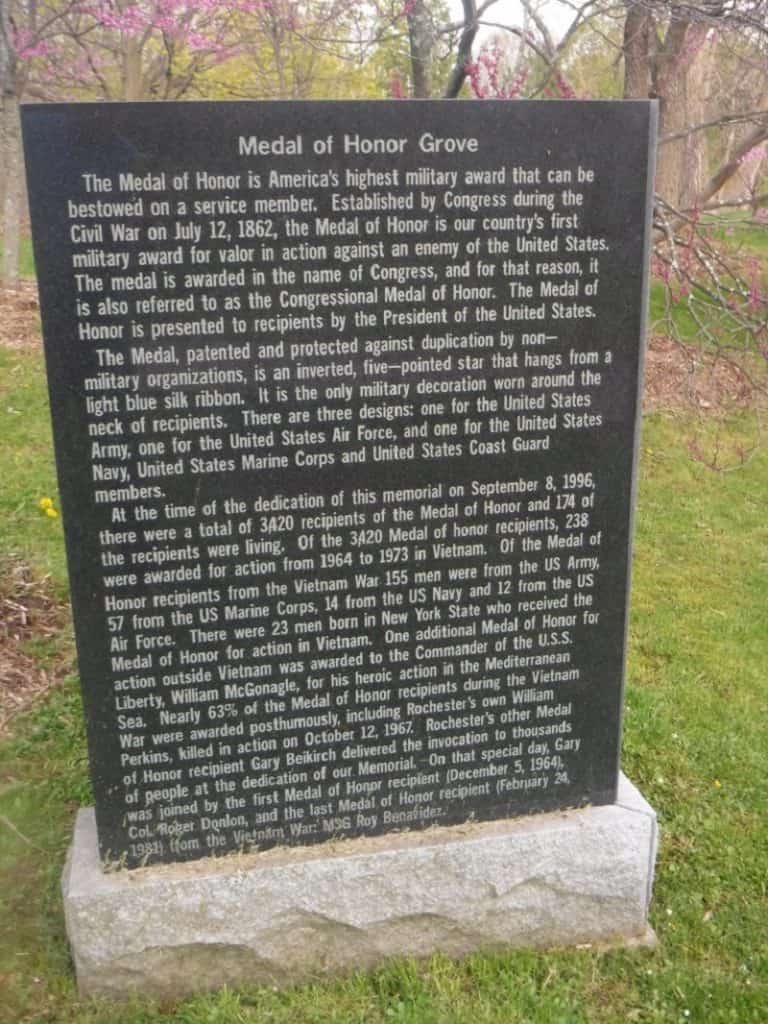 Medal of Honor Grove
The Medal of Honor is America's highest military award that can be
bestowed on a service member. Established by Congress during the
Civil War on July 12, 1862, the Medal of Honor is our country's first
military award for valor in action against an enemy of the United States.
The medal is awarded in the name of Congress, and for that reason, it
is also referred to as the Congressional Medal of Honor. The Medal of
Honor is presented to recipients by the President of the United States.
The Medal, patented and protected against duplication by non—
military organizations, is an inverted, five—pointed star that hangs from a
light blue silk ribbon. It is the only military decoration worn around the
neck of recipients. There are three designs: one for the United States
Army, one for the United States Air Force, and one for the United States
Navy, United States Marine Corps and United States Coast Guard
members.
At the time of the dedication of this memorial on September 8, 1996,
there were a total of 3,420 recipients of the Medal of Honor and 174 of
the recipients were living. Of the 3,420 Medal of honor recipients, 238
were awarded for action from 1964 to 1973 in Vietnam. Of the Medal of
Honor recipients from the Vietnam War 155 men were from the US Army,
57 from the US Marine Corps, 14 from the US Navy and 12 from the US
Air Force. There were 23 men born in New York State who received the
Medal of Honor for action in Vietnam. One additional Medal of Honor for
action outside Vietnam was awarded to the Commander of the U.S.S.
Liberty, William McGonagle, for his heroic action in the Mediterranean
Sea. Nearly 63% of the Medal of Honor recipients during the Vietnam
War were awarded posthumously, including Rochester's own William
Perkins, killed in action on October 12, 1967. Rochester's other Medal
of Honor recipient Gary Beikirch delivered the invocation to thousands
of people at the dedication of our Memorial. On that special day, Gary
was joined by the first Medal of Honor recipient (December 5, 1964),
Col. Roger Donlon, and the last Medal of Honor recipient (February 24,
1981) from the Vietnam War: MSG Roy Benavidez.